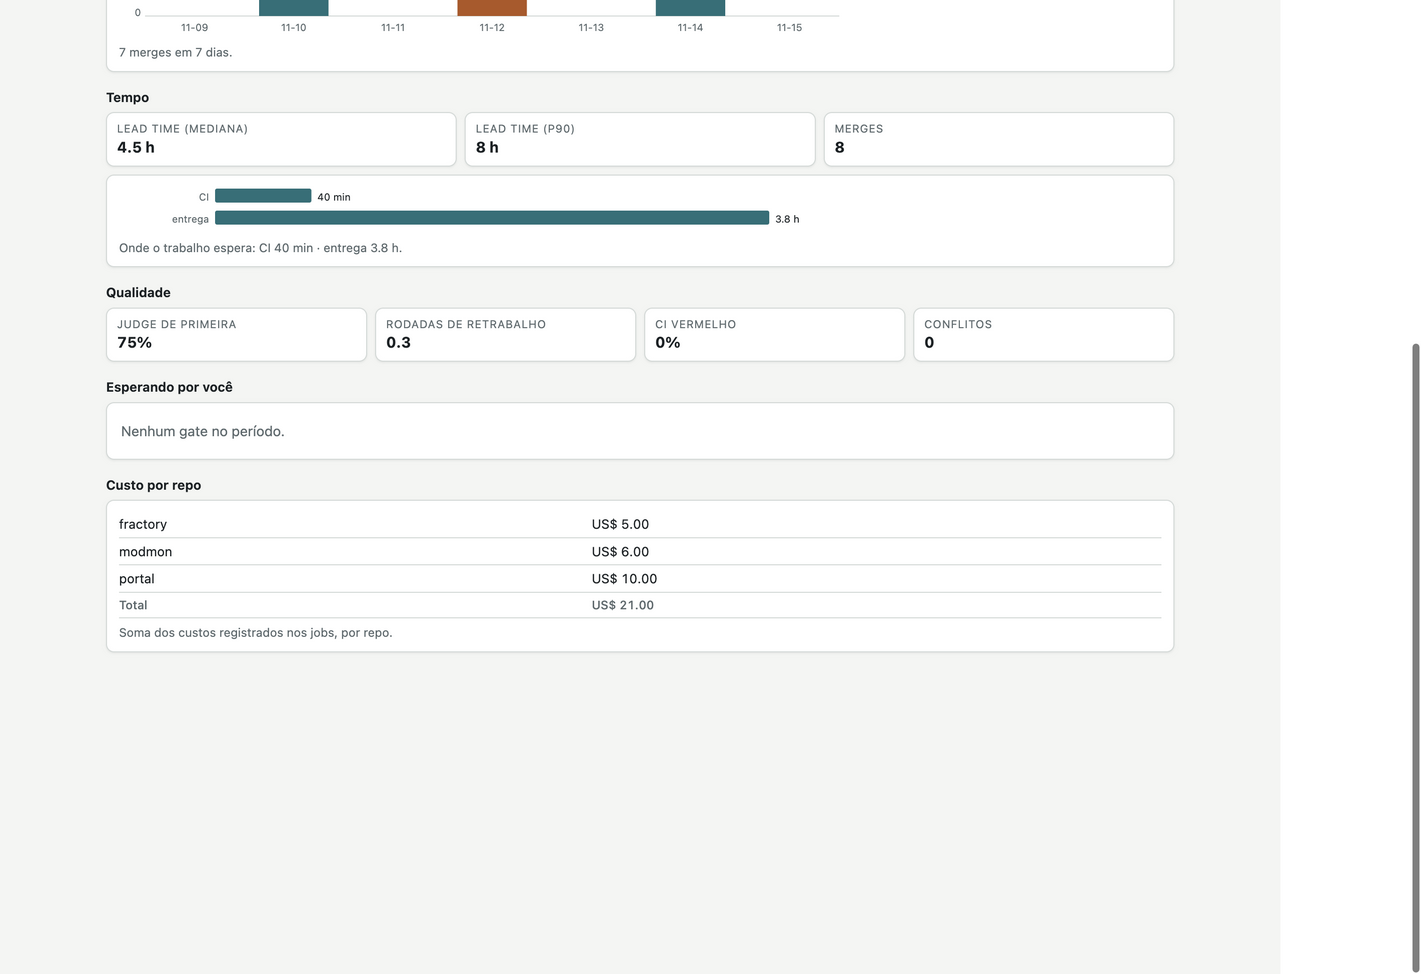 0
11-09 11-10 11-11 11-12 11-13 11-14 11-15
7 merges em 7 dias.
Tempo
LEAD TIME (MEDIANA)
4.5 h
LEAD TIME (P90)
8 h
MERGES
8
CI 40 min
entrega 3.8 h
Onde o trabalho espera: CI 40 min · entrega 3.8 h.
Qualidade
JUDGE DE PRIMEIRA
75%
RODADAS DE RETRABALHO
0.3
CI VERMELHO
0%
CONFLITOS
0
Esperando por você
Nenhum gate no período.
Custo por repo
fractory US$ 5.00
modmon US$ 6.00
portal US$ 10.00
Total US$ 21.00
Soma dos custos registrados nos jobs, por repo.